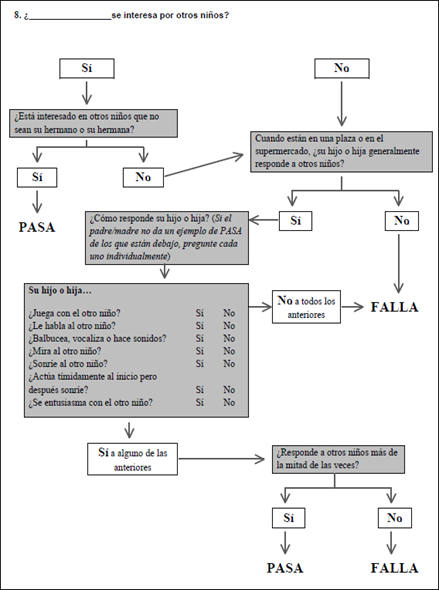 8. ¿____________________se interesa por otros niños?
Sí
No
¿Está interesado en otros niños que no
sean su hermano o su hermana?
Cuando están en una plaza o en el
supermercado, ¿su hijo o hija generalmente
responde a otros niños?
Sí
No
PASA
¿Cómo responde su hijo o hija? (Si el
padre/madre no da un ejemplo de PASA
de los que están debajo, pregunte cada
uno individualmente)
Sí
No
Su hijo o hija…
¿Juega con el otro niño? Sí No
¿Le habla al otro niño? Sí No
¿Balbucea, vocaliza o hace sonidos? Sí No
¿Mira al otro niño? Sí No
¿Sonríe al otro niño? Sí No
¿Actúa tímidamente al inicio pero
después sonríe? Sí No
¿Se entusiasma con el otro niño? Sí No
No a todos los
anteriores
FALLA
Sí a alguno de las
anteriores
¿Responde a otros niños más de
la mitad de las veces?
Sí
No
PASA
FALLA